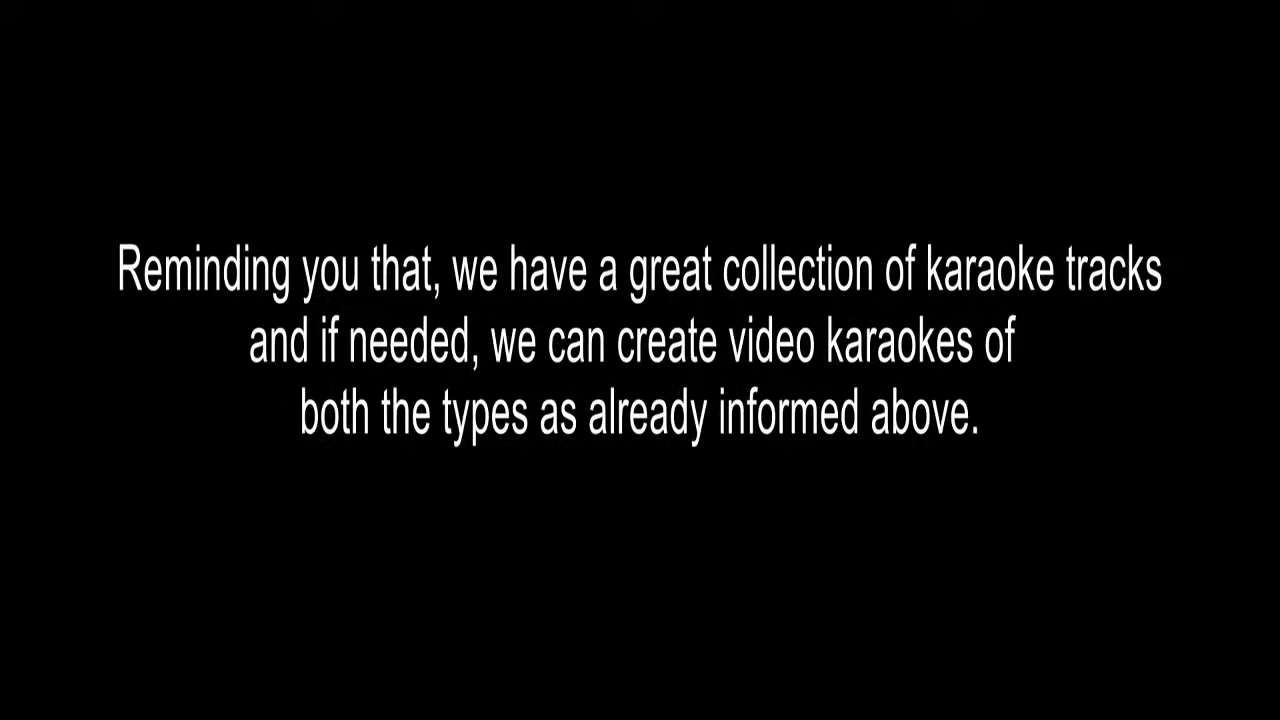 Reminding you that, we have a great collection of karaoke tracks
and if needed, we can create video karaokes of
both the types as already informed above.